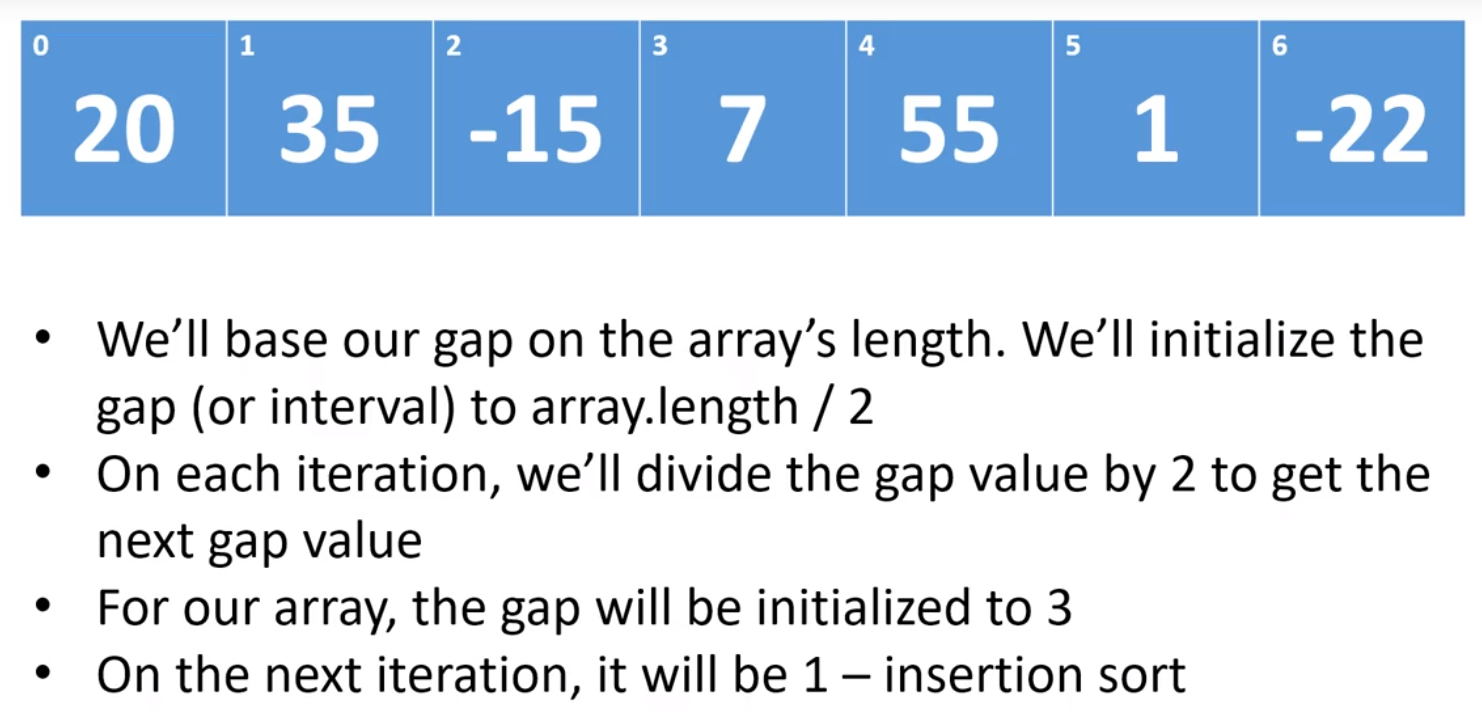 0 1 2 3 4 5 6
20 35 -15 7 55 1 -22
• We’ll base our gap on the array’s length. We’ll initialize the
gap (or interval) to array.length / 2
• On each iteration, we’ll divide the gap value by 2 to get the
next gap value
• For our array, the gap will be initialized to 3
• On the next iteration, it will be 1 – insertion sort